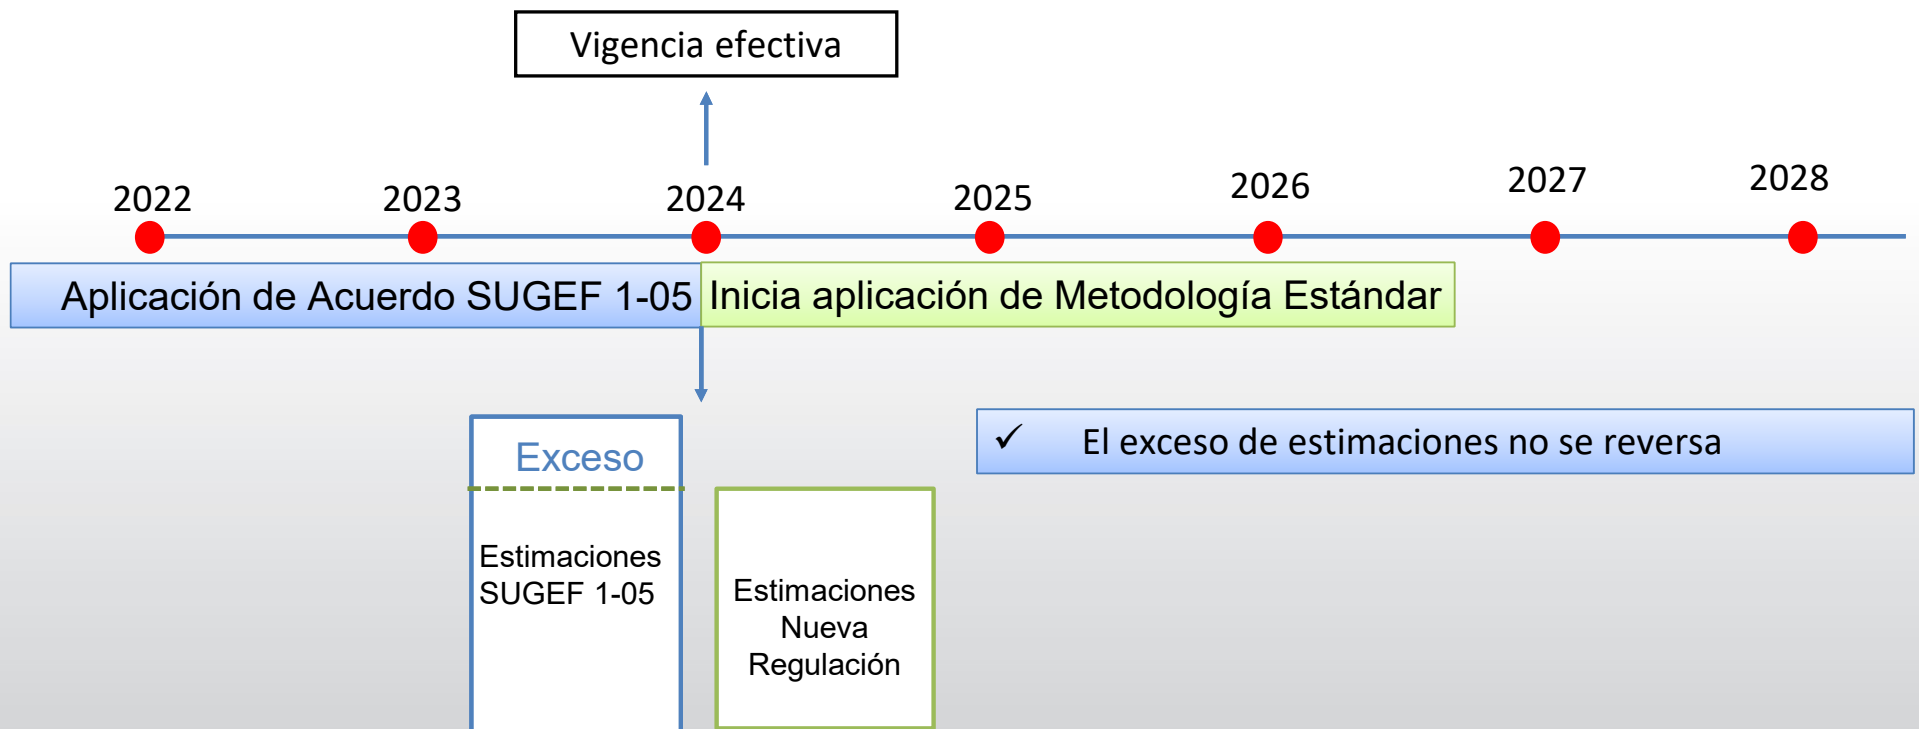 Vigencia efectiva
2022
2023
2024
2025
2026
2027
2028
Aplicación de Acuerdo SUGEF 1-05
Inicia aplicación de Metodología Estándar
Exceso
✓ El exceso de estimaciones no se reversa
Estimaciones
SUGEF 1-05
Estimaciones
Nueva
Regulación